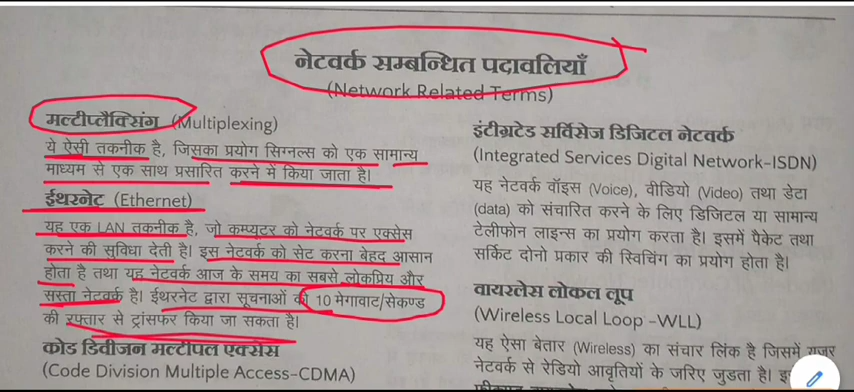 नेटवर्क सम्बन्धित पदावलियाँ
(Network Related Terms)
मल्टीप्लैक्सिंग (Multiplexing)
ये ऐसी तकनीक है, जिसका प्रयोग सिग्नल्स को एक सामान्य
माध्यम से एक साथ प्रसारित करने में किया जाता है।
ईथरनेट (Ethernet)
यह एक LAN तकनीक है, जो कम्प्यूटर को नेटवर्क पर एक्सेस
करने की सुविधा देती है। इस नेटवर्क को सेट करना बेहद आसान
होता है तथा यह नेटवर्क आज के समय का सबसे लोकप्रिय और
सस्ता नेटवर्क है। ईथरनेट द्वारा सूचनाओं को 10 मेगावाट/सेकण्ड
की रफ्तार से ट्रांसफर किया जा सकता है।
कोड डिवीजन मल्टीपल एक्सेस
(Code Division Multiple Access-CDMA)
इंटीग्रटेड सर्विसेज डिजिटल नेटवर्क
(Integrated Services Digital Network-ISDN)
यह नेटवर्क वॉइस (Voice), वीडियो (Video) तथा डेटा
(data) को संचारित करने के लिए डिजिटल या सामान्य
टेलीफोन लाइन्स का प्रयोग करता है। इसमें पैकेट तथा
सर्किट दोनो प्रकार की स्विचिंग का प्रयोग होता है।
वायरलेस लोकल लूप
(Wireless Local Loop -WLL)
यह ऐसा बेतार (Wireless) का संचार लिंक है जिसमें यूजर
नेटवर्क से रेडियो आवृतियों के जरिए जुडता है।